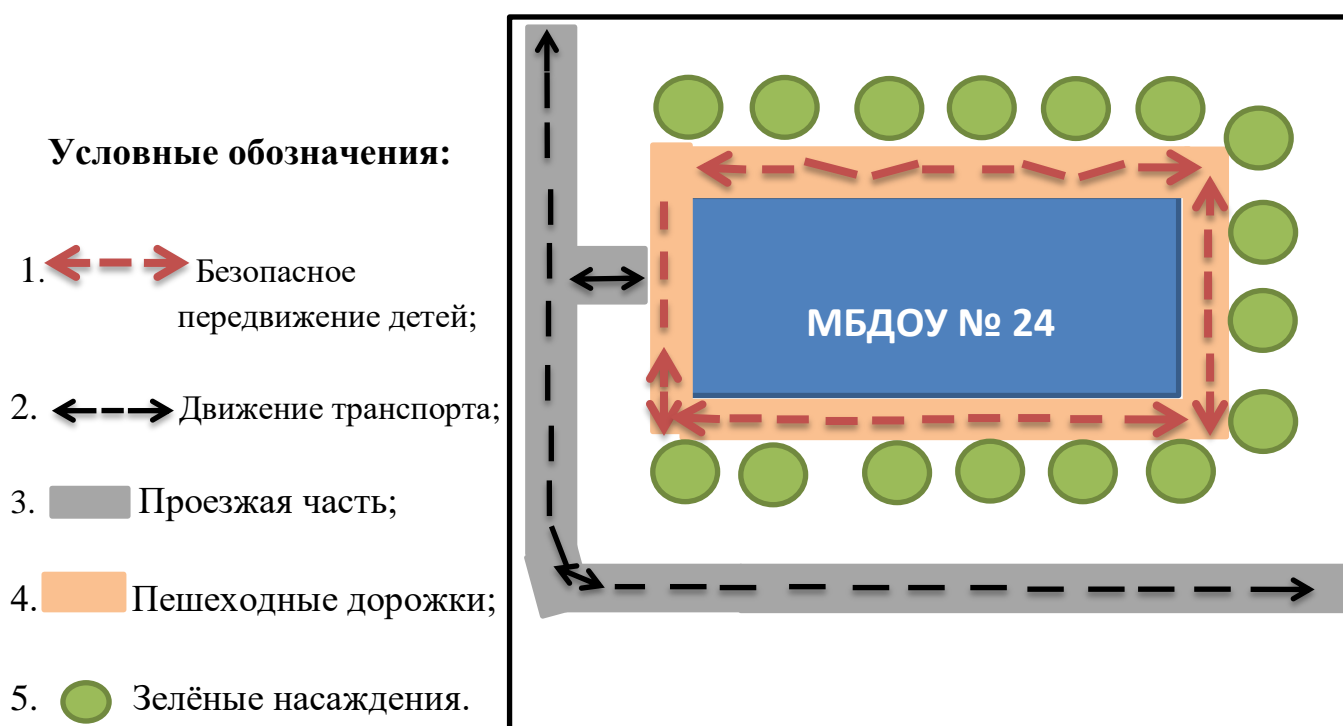 Условные обозначения:
1. Безопасное
передвижение детей;
2. Движение транспорта;
3. Проезжая часть;
4. Пешеходные дорожки;
5. Зелёные насаждения.
МБДОУ № 24